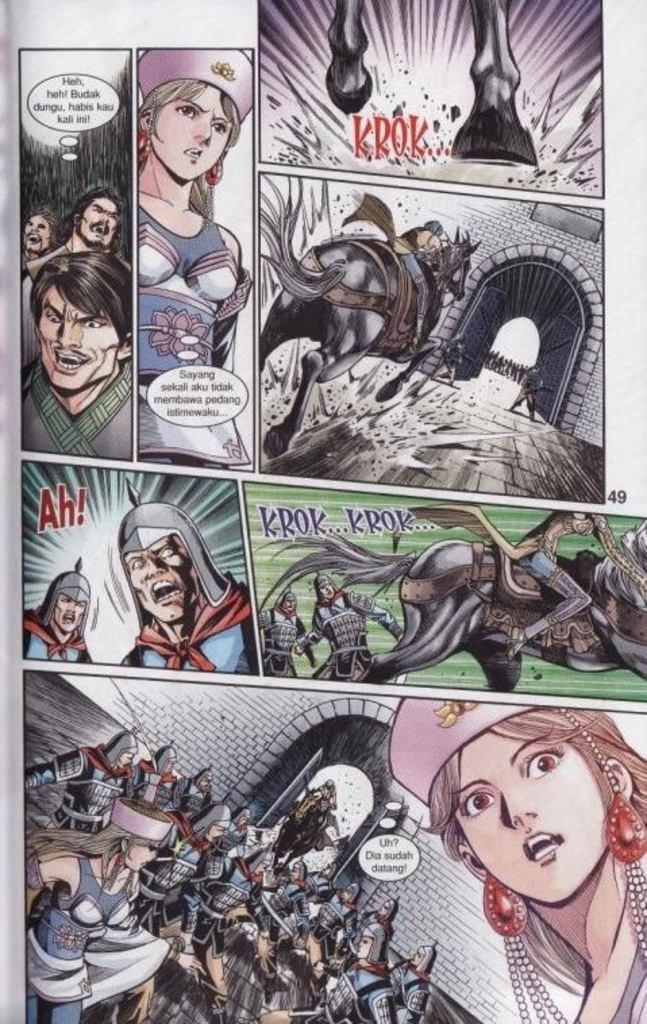 Heh,
heh! Budak
dungu, habis kau
kali ini!
Sayang
sekali aku tidak
membawa pedang
istimewaku...
KROK...
49
Ah!
KROK...KROK...
Uh?
Dia sudah
datang!